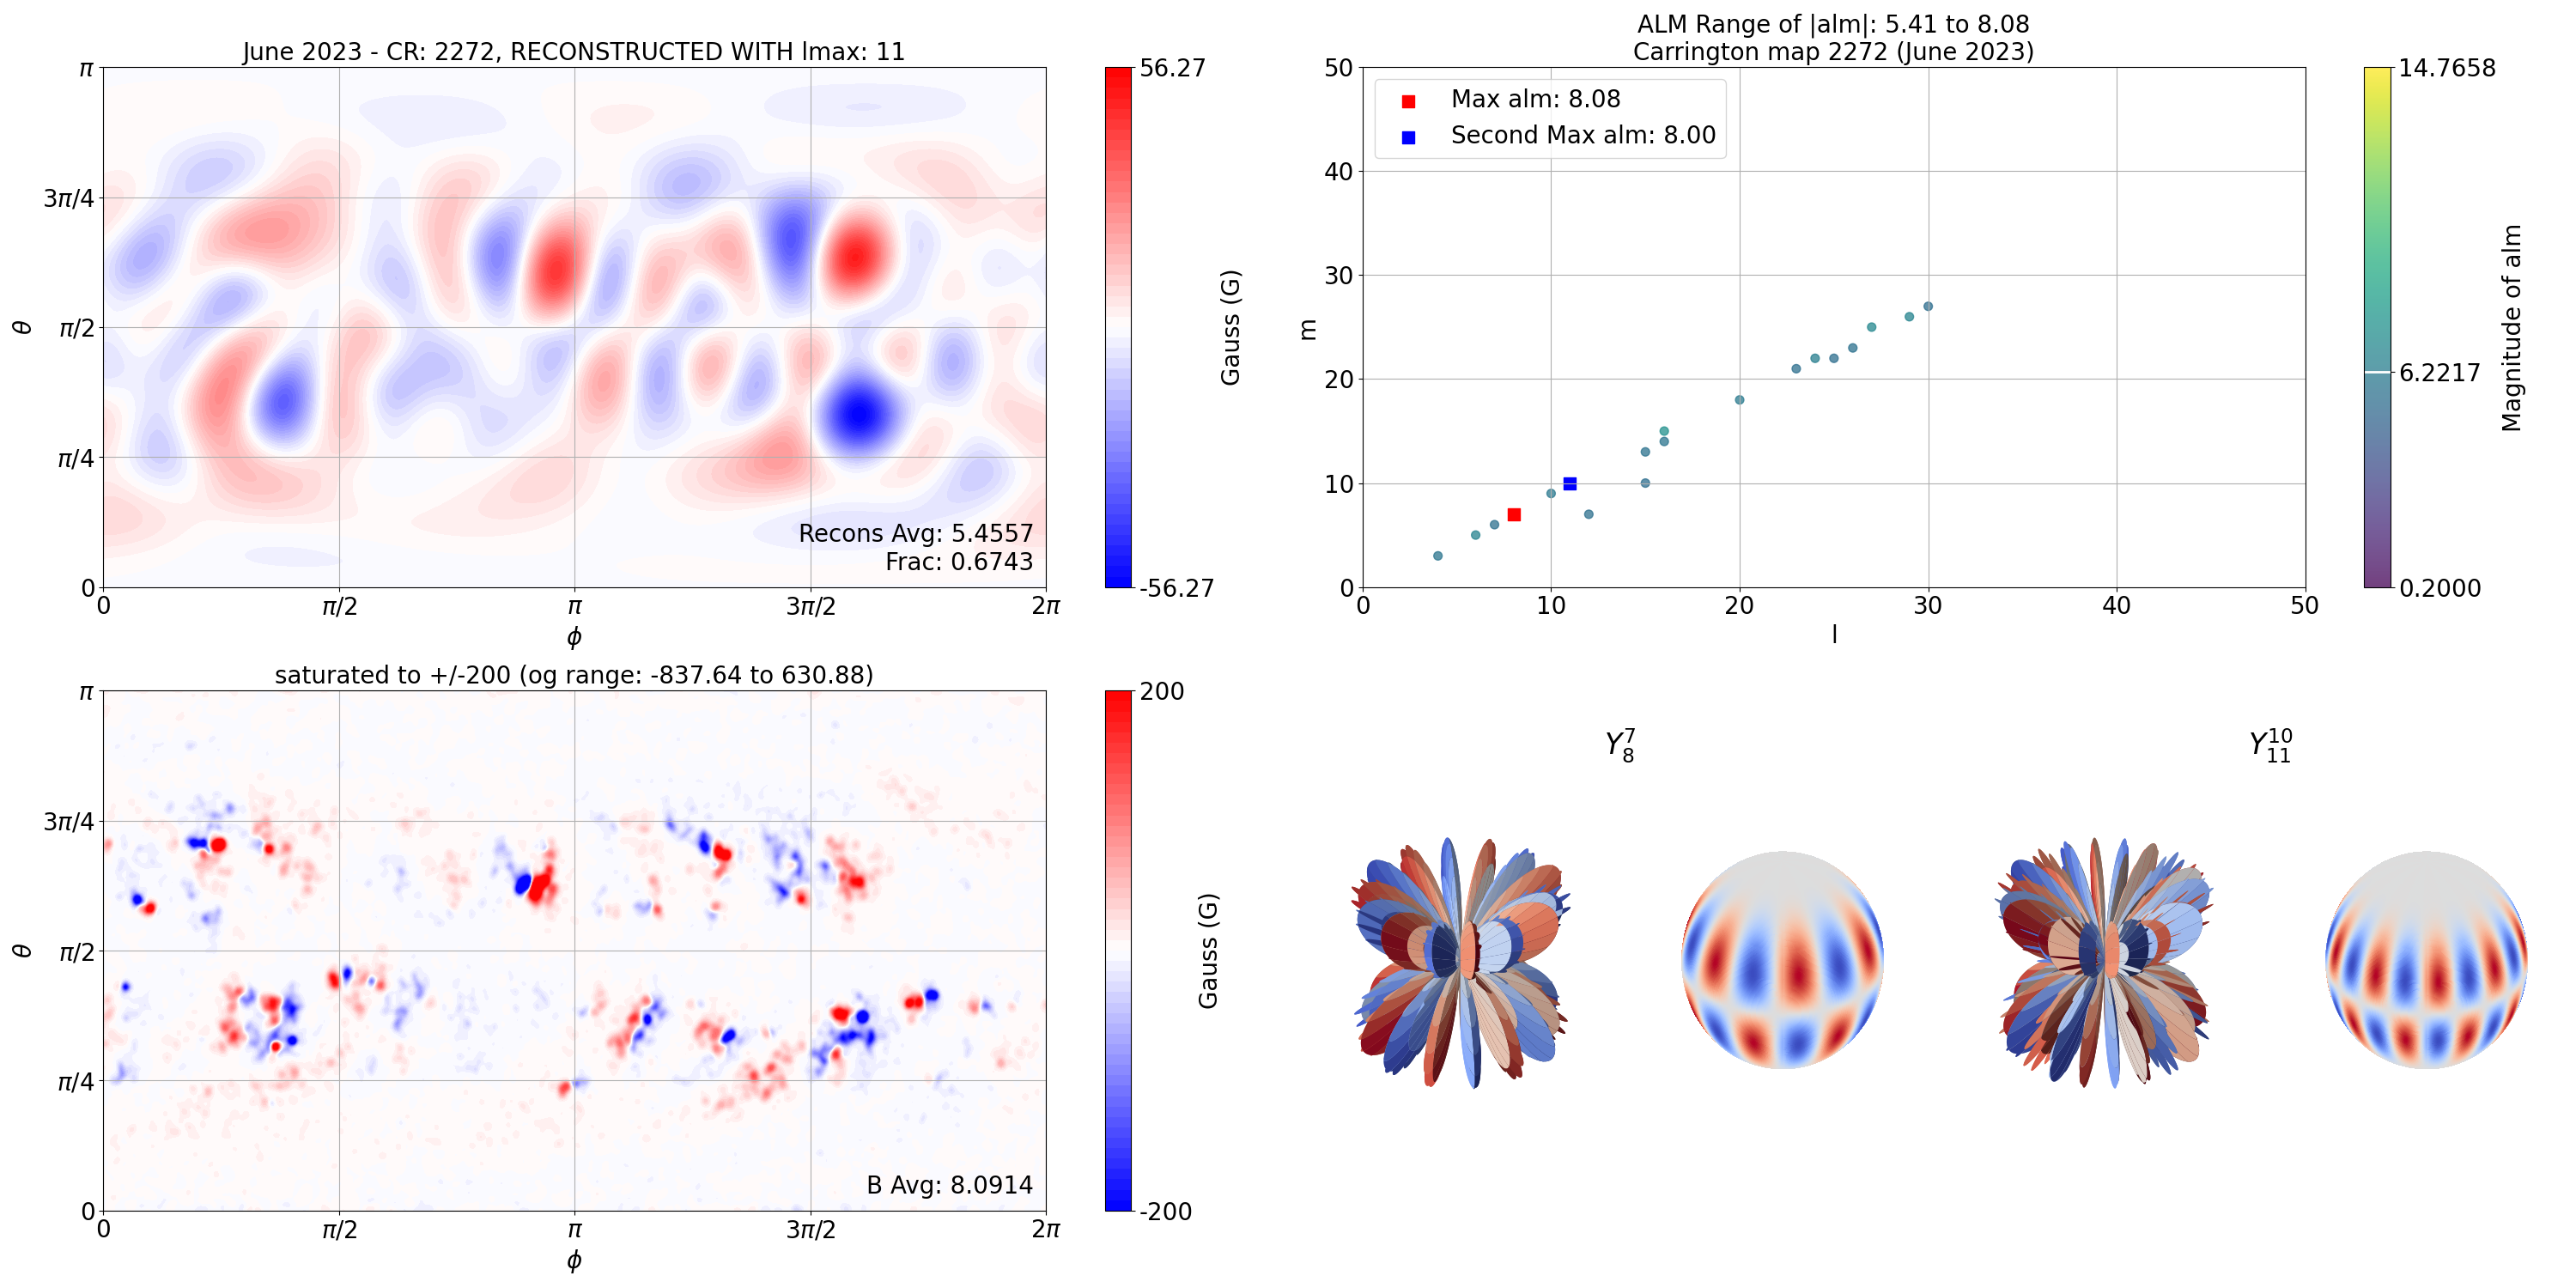 June 2023 - CR: 2272, RECONSTRUCTED WITH lmax: 11
π
3π/4
π/2
π/4
0
θ
0
π/2
π
3π/2
2π
ϕ
Recons Avg: 5.4557
Frac: 0.6743
56.27
-56.27
Gauss (G)
ALM Range of |alm|: 5.41 to 8.08
Carrington map 2272 (June 2023)
Max alm: 8.08
Second Max alm: 8.00
50
40
30
20
10
0
m
0
10
20
30
40
50
l
14.7658
6.2217
0.2000
Magnitude of alm
saturated to +/-200 (og range: -837.64 to 630.88)
π
3π/4
π/2
π/4
0
θ
0
π/2
π
3π/2
2π
ϕ
B Avg: 8.0914
200
-200
Gauss (G)
Y_8^7
Y_{11}^{10}